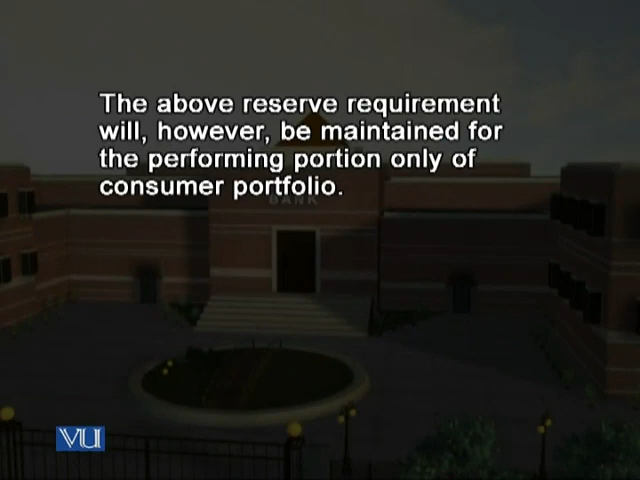 The above reserve requirement
will, however, be maintained for
the performing portion only of
consumer portfolio.
BANK
VU